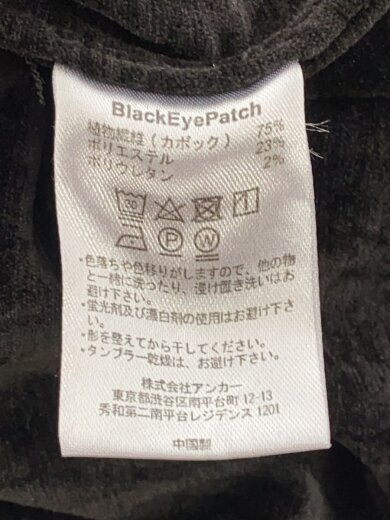 BlackEyePatch
植物繊維(カポック) 75%
ポリエステル 23%
ポリウレタン 2%
30
P W
・色落ちや色移りがしますので、他の物
と一緒に洗ったり、浸け置き洗いはお
避け下さい。
・蛍光剤及び漂白剤の使用はお避け下さい。
・形を整えてから干してください。
・タンブラー乾燥は、お避け下さい。
株式会社アンカー
東京都渋谷区南平台町 12-13
秀和第二南平台レジデンス 1201
中国製